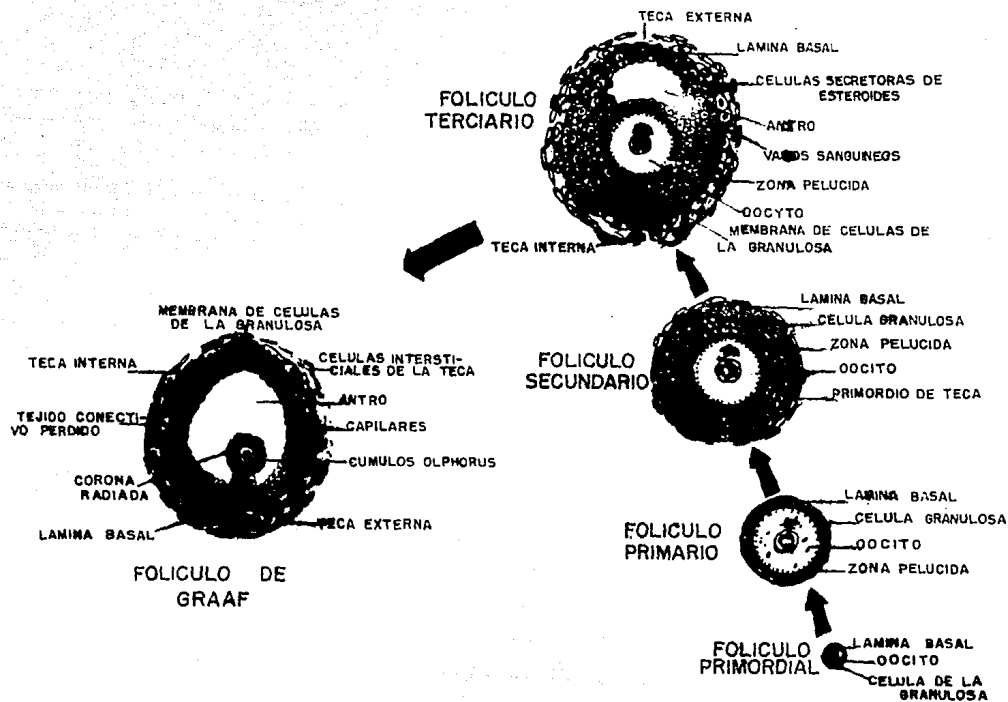 TECA EXTERNA
LAMINA BASAL
CELULAS SECRETORAS DE
ESTEROIDES
FOLICULO
TERCIARIO
ANTRO
VASOS SANGUINEOS
ZONA PELUCIDA
OOCYTO
MEMBRANA DE CELULAS DE
LA GRANULOSA
TECA INTERNA
LAMINA BASAL
CELULA GRANULOSA
ZONA PELUCIDA
OOCITO
PRIMORDIO DE TECA
FOLICULO
SECUNDARIO
MEMBRANA DE CELULAS
DE LA GRANULOSA
TECA INTERNA
CELULAS INTERSTI-
CIALES DE LA TECA
ANTRO
TEJIDO CONECTI-
VO PERDIDO
CAPILARES
CUMULOS OLPHORUS
CORONA
RADIADA
LAMINA BASAL
TECA EXTERNA
FOLICULO DE
GRAAF
LAMINA BASAL
CELULA GRANULOSA
OOCITO
ZONA PELUCIDA
FOLICULO
PRIMARIO
FOLICULO
PRIMORDIAL
LAMINA BASAL
OOCITO
CELULA DE LA
GRANULOSA